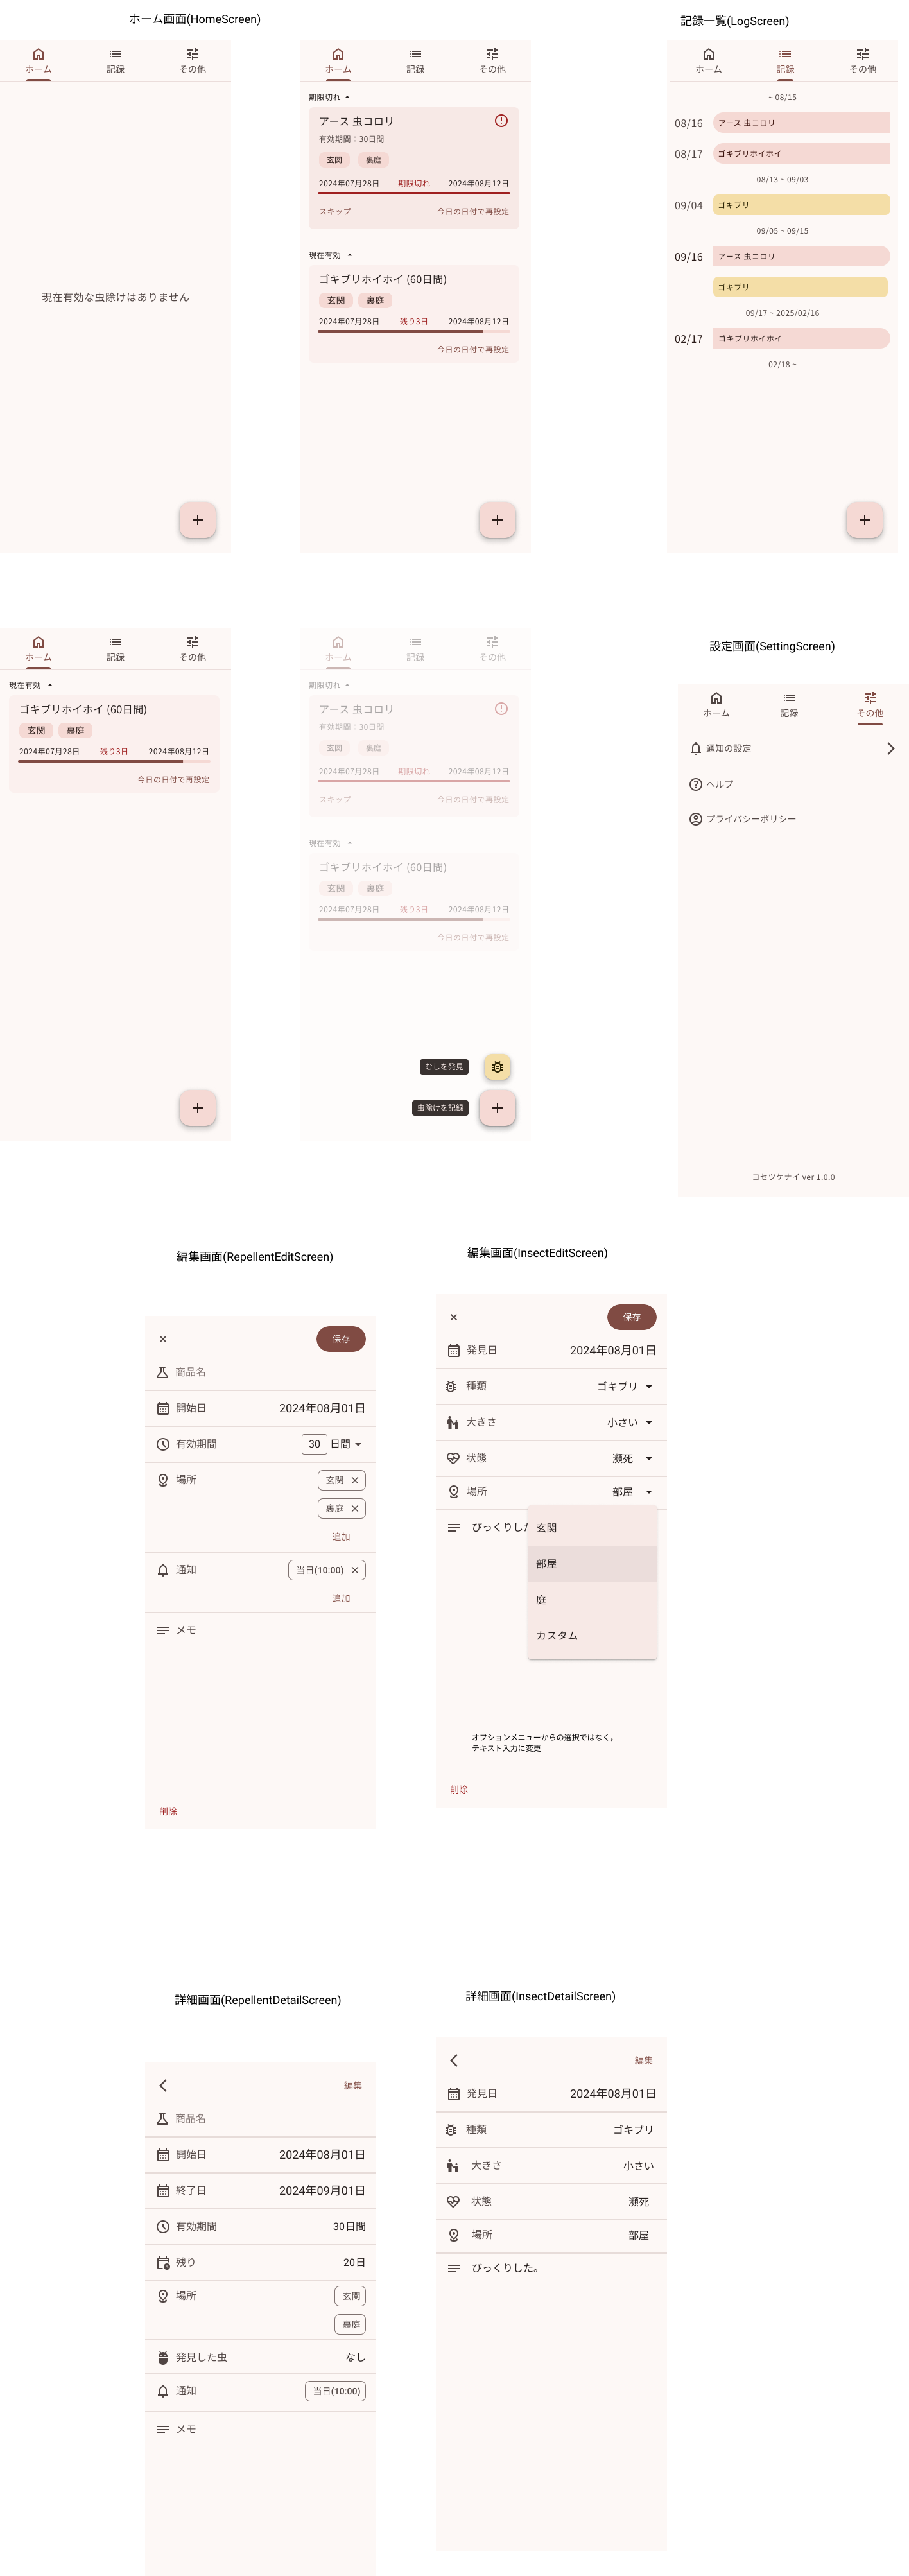 ホーム画面(HomeScreen)
ホーム
記録
その他
現在有効な虫除けはありません
ホーム
記録
その他
期限切れ
アース 虫コロリ
有効期間：30日間
玄関
裏庭
2024年07月28日
期限切れ
2024年08月12日
スキップ
今日の日付で再設定
現在有効
ゴキブリホイホイ (60日間)
玄関
裏庭
2024年07月28日
残り3日
2024年08月12日
今日の日付で再設定
記録一覧(LogScreen)
ホーム
記録
その他
~ 08/15
08/16
アース 虫コロリ
08/17
ゴキブリホイホイ
08/13 ~ 09/03
09/04
ゴキブリ
09/05 ~ 09/15
09/16
アース 虫コロリ
ゴキブリ
09/17 ~ 2025/02/16
02/17
ゴキブリホイホイ
02/18 ~
ホーム
記録
その他
現在有効
ゴキブリホイホイ (60日間)
玄関
裏庭
2024年07月28日
残り3日
2024年08月12日
今日の日付で再設定
ホーム
記録
その他
期限切れ
アース 虫コロリ
有効期間：30日間
玄関
裏庭
2024年07月28日
期限切れ
2024年08月12日
スキップ
今日の日付で再設定
現在有効
ゴキブリホイホイ (60日間)
玄関
裏庭
2024年07月28日
残り3日
2024年08月12日
今日の日付で再設定
むしを発見
虫除けを記録
設定画面(SettingScreen)
ホーム
記録
その他
通知の設定
ヘルプ
プライバシーポリシー
ヨセツケナイ ver 1.0.0
編集画面(RepellentEditScreen)
保存
商品名
開始日
2024年08月01日
有効期間
30
日間
場所
玄関
裏庭
追加
通知
当日(10:00)
追加
メモ
削除
編集画面(InsectEditScreen)
保存
発見日
2024年08月01日
種類
ゴキブリ
大きさ
小さい
状態
瀕死
場所
部屋
びっくりした
玄関
部屋
庭
カスタム
オプションメニューからの選択ではなく，
テキスト入力に変更
削除
詳細画面(RepellentDetailScreen)
編集
商品名
開始日
2024年08月01日
終了日
2024年09月01日
有効期間
30日間
残り
20日
場所
玄関
裏庭
発見した虫
なし
通知
当日(10:00)
メモ
詳細画面(InsectDetailScreen)
編集
発見日
2024年08月01日
種類
ゴキブリ
大きさ
小さい
状態
瀕死
場所
部屋
びっくりした。